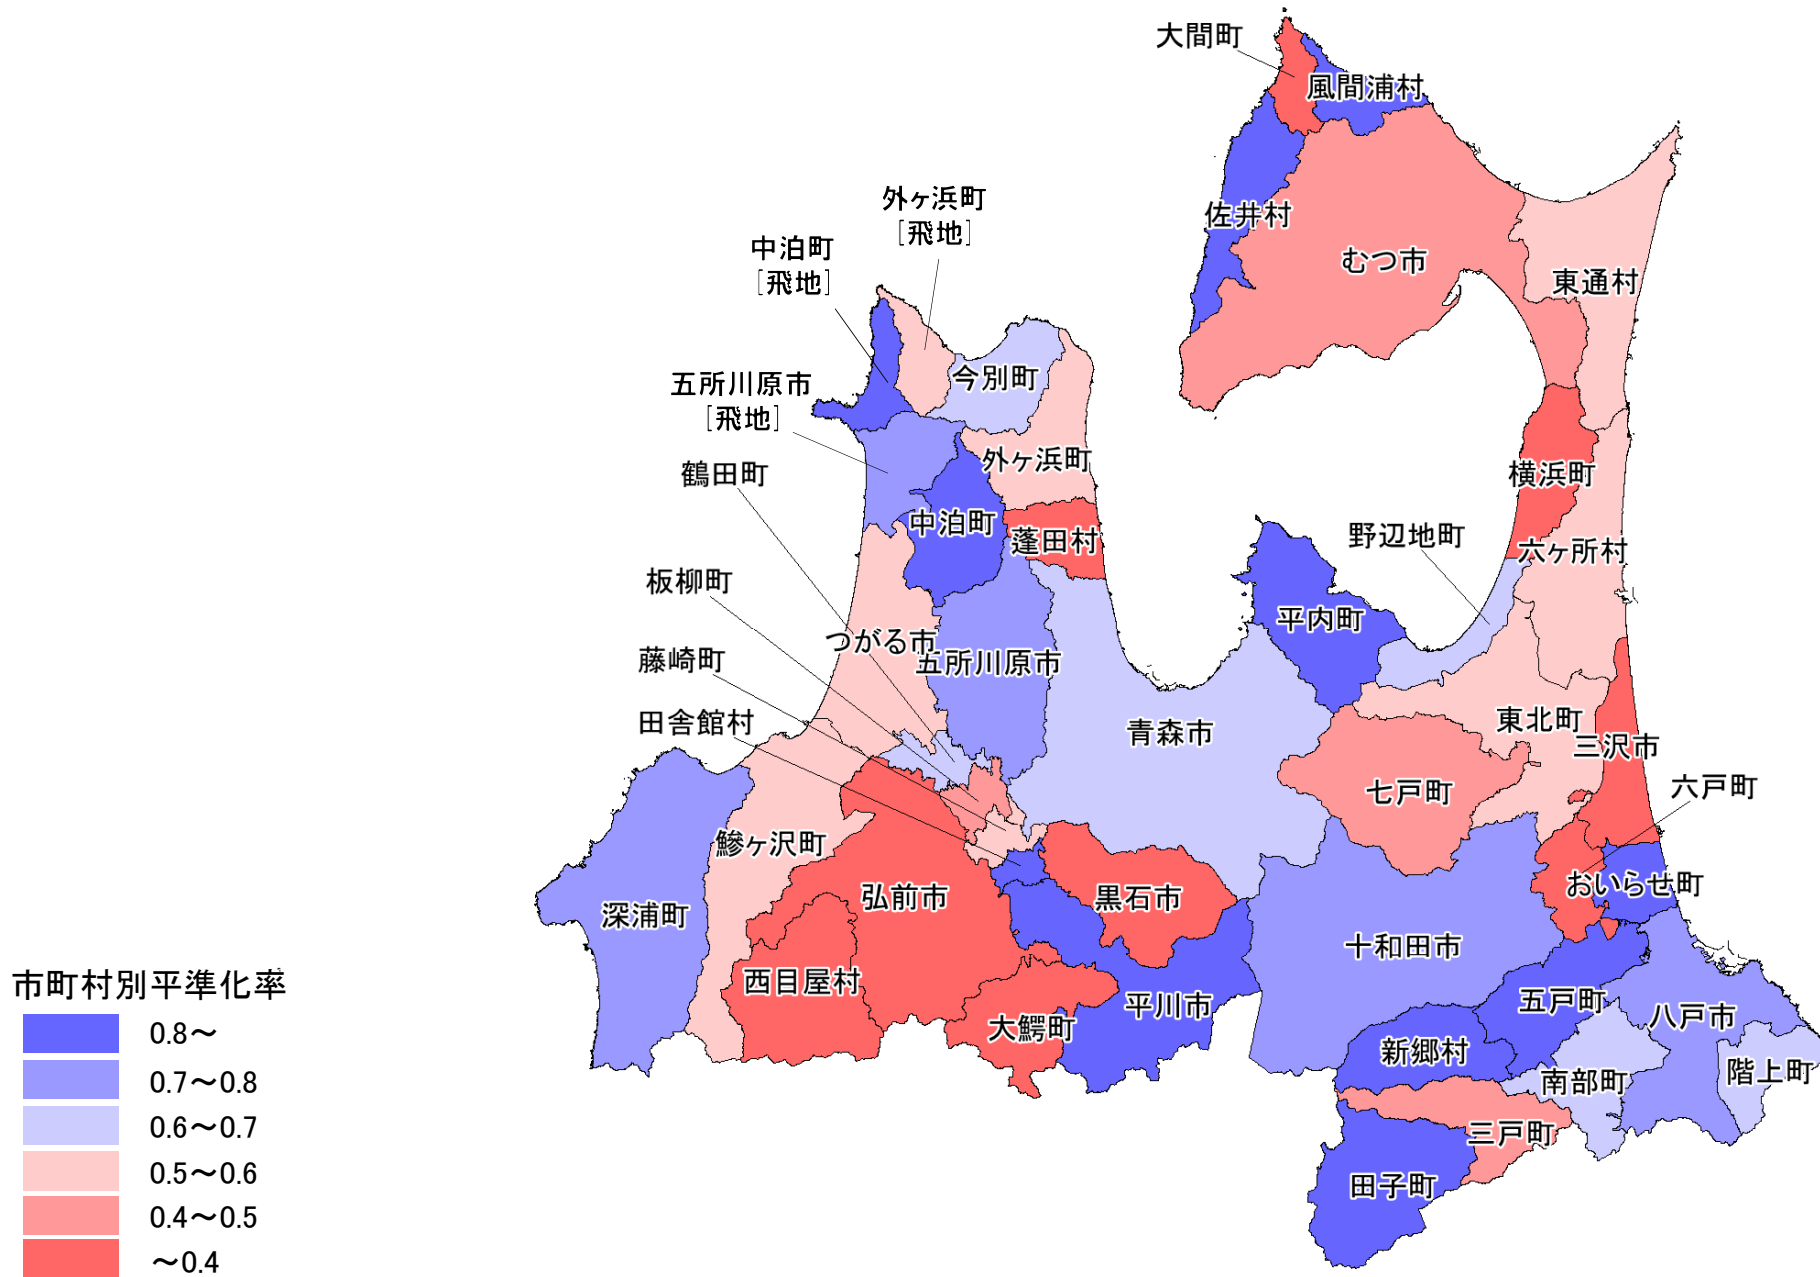 大間町
風間浦村
外ヶ浜町
[飛地]
佐井村
中泊町
[飛地]
むつ市
東通村
五所川原市
[飛地]
今別町
外ヶ浜町
鶴田町
横浜町
中泊町
蓬田村
野辺地町
六ヶ所村
板柳町
平内町
つがる市
五所川原市
藤崎町
田舎館村
青森市
東北町
三沢市
七戸町
六戸町
鰺ヶ沢町
おいらせ町
弘前市
黒石市
深浦町
十和田市
西目屋村
平川市
五戸町
大鰐町
八戸市
新郷村
南部町
階上町
三戸町
田子町
市町村別平準化率
0.8～
0.7～0.8
0.6～0.7
0.5～0.6
0.4～0.5
～0.4